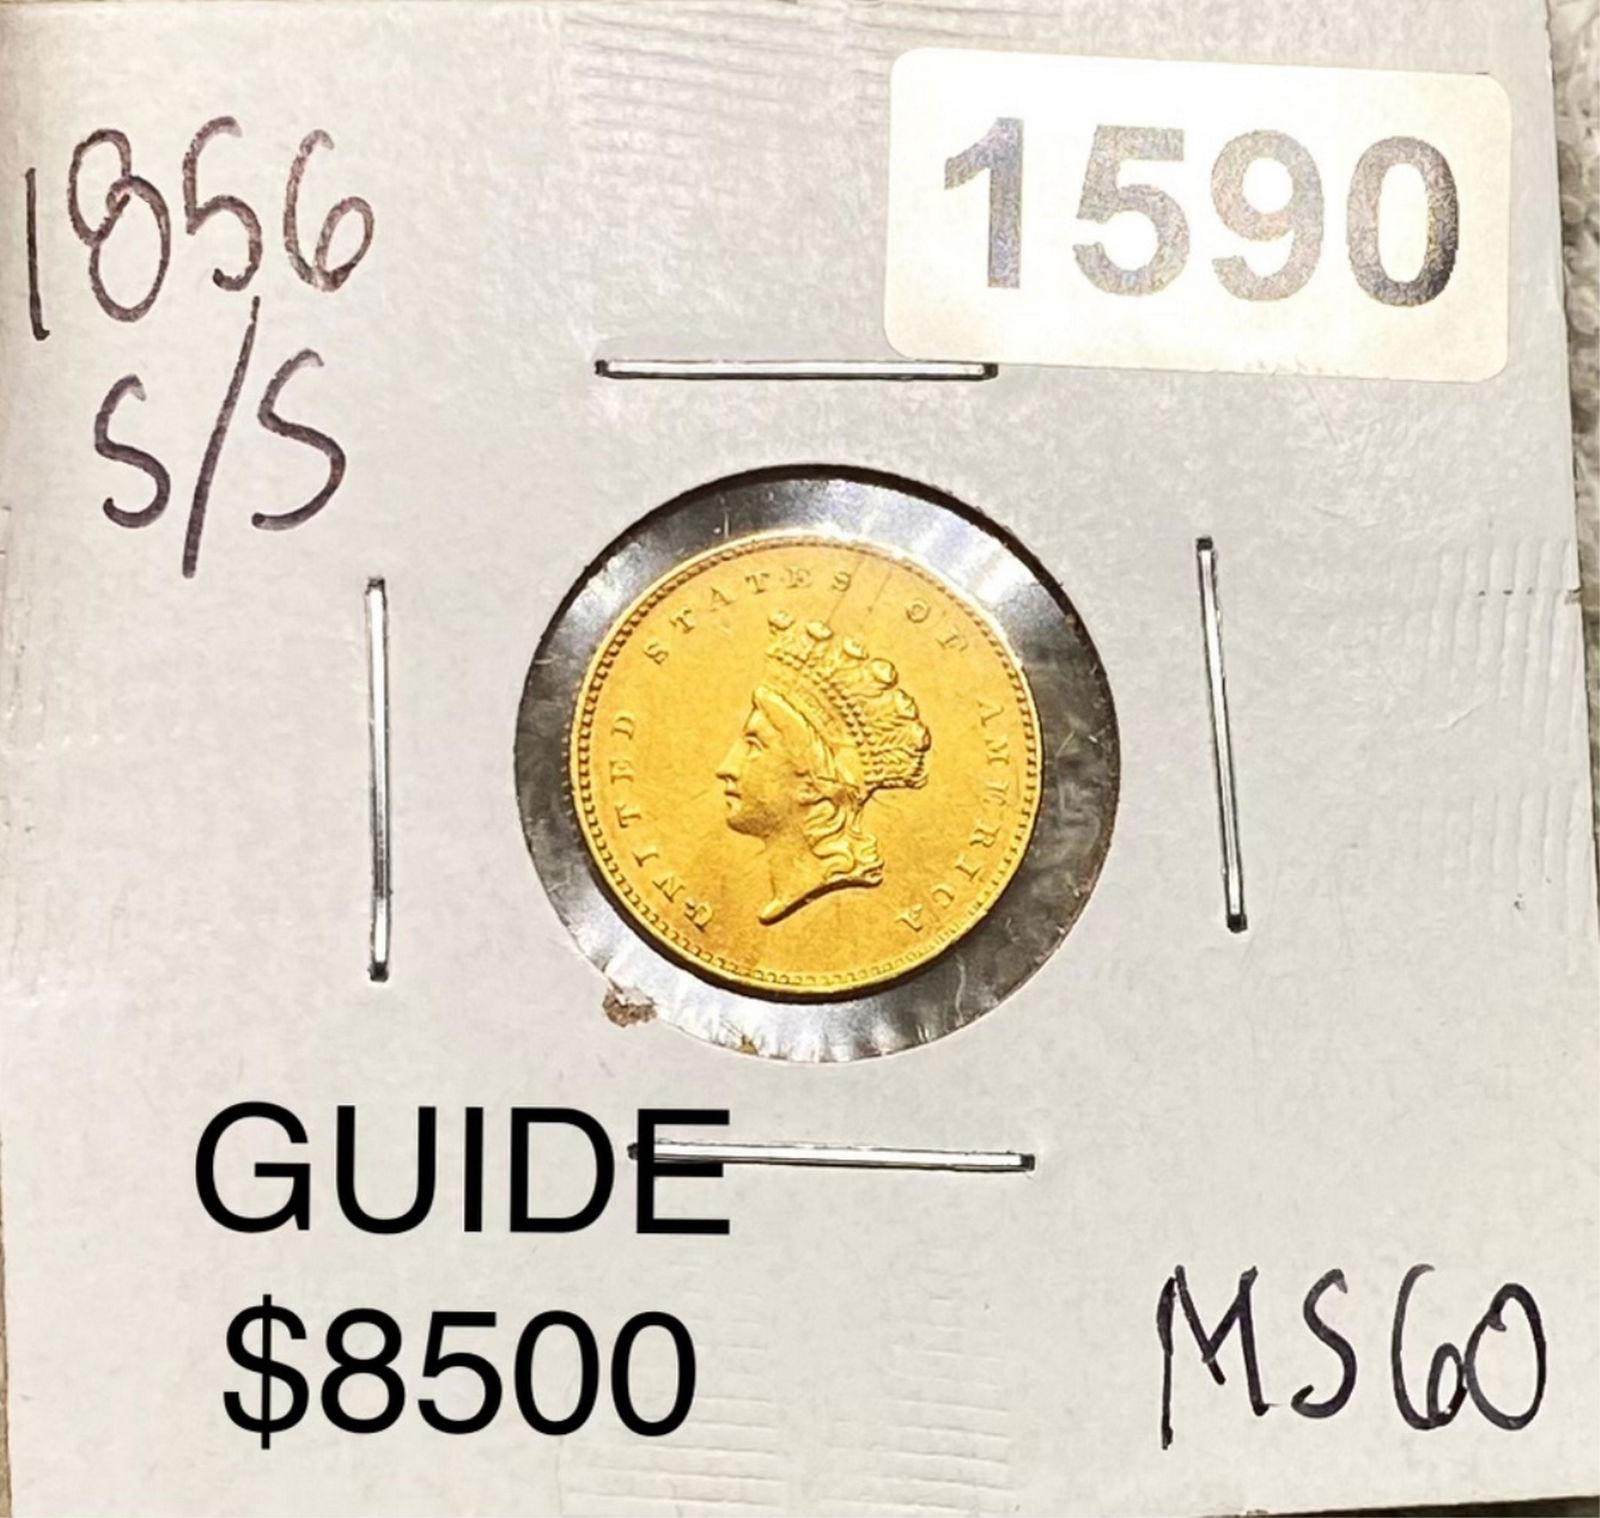 1856
S/S
1590
UNITED STATES OF AMERICA
GUIDE
$8500
MS60